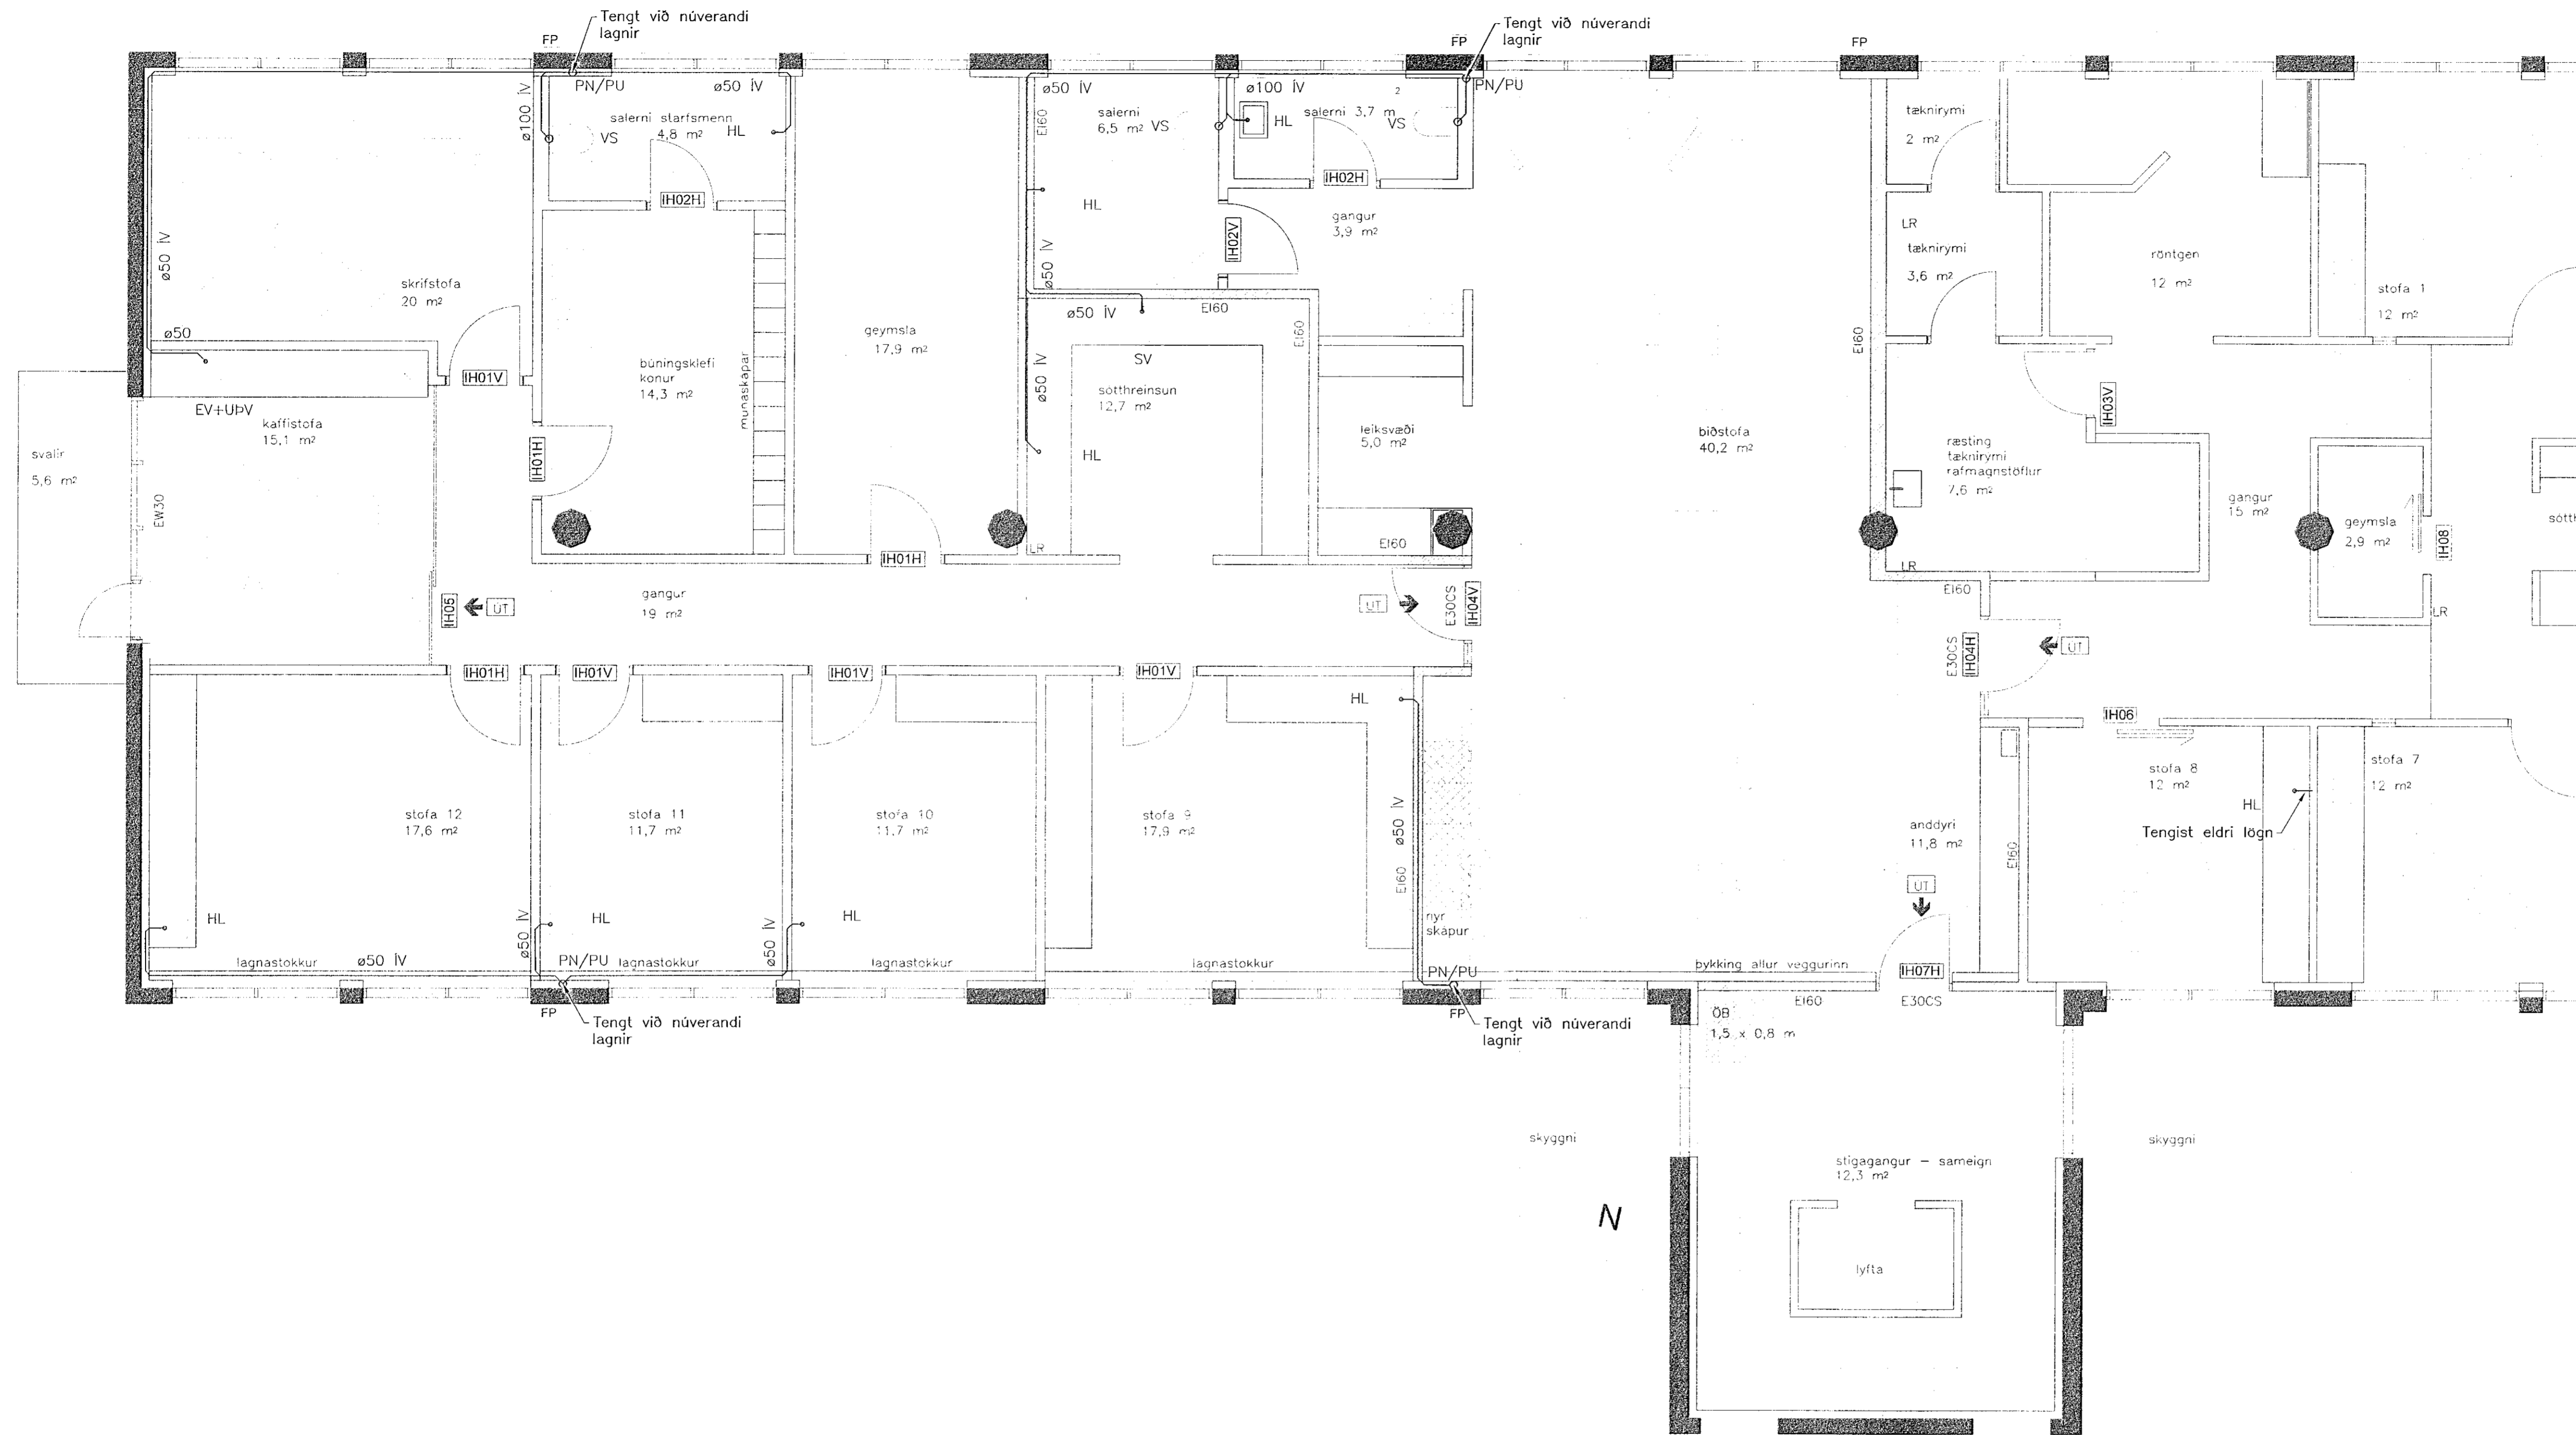 Tengt við núverandi
lagnir
Tengt við núverandi
lagnir
FP
FP
FP
PN/PU
ø50 ÍV
ø100 ÍV
salerni starfsmenn
4,8 m²
VS
HL
IH02H
ø50 ÍV
EI60
salerni
6,5 m²
VS
HL
ø50 ÍV
ø100 ÍV
2
salerni 3,7 m
HL
VS
PN/PU
IH02H
IH02V
gangur
3,9 m²
tæknirými
2 m²
LR
tæknirými
3,6 m²
röntgen
12 m²
stofa 1
12 m²
ø50 ÍV
skrifstofa
20 m²
ø50
IH01V
EV+UÞV
kaffistofa
15,1 m²
svalir
5,6 m²
EW30
IH05
ÚT
búningsklefi
konur
14,3 m²
munaskápar
IH01H
geymsla
17,9 m²
IH01H
ø50 ÍV
EI60
EI60
ø50 ÍV
SV
sótthreinsun
12,7 m²
HL
LR
leiksvæði
5,0 m²
EI60
biðstofa
40,2 m²
EI60
IH03V
ræsting
tæknirými
rafmagnstöflur
7,6 m²
LR
EI60
gangur
15 m²
geymsla
2,9 m²
IH08
LR
gangur
19 m²
ÚT
E30CS
IH04V
E30CS
IH04H
ÚT
IH01H
IH01V
IH01V
IH01V
HL
IH06
stofa 12
17,6 m²
stofa 11
11,7 m²
stofa 10
11,7 m²
stofa 9
17,9 m²
ø50 ÍV
EI60
nýr
skápur
anddyri
11,8 m²
EI60
ÚT
stofa 8
12 m²
HL
Tengist eldri lögn
stofa 7
12 m²
HL
ø50 ÍV
HL
ø50 ÍV
HL
lagnastokkur
ø50 ÍV
PN/PU
lagnastokkur
lagnastokkur
lagnastokkur
PN/PU
þykking allur veggurinn
IH07H
EI60
E30CS
FP
Tengt við núverandi
lagnir
FP
Tengt við núverandi
lagnir
ÖB
1,5 x 0,8 m
skyggni
skyggni
stigagangur - sameign
12,3 m²
N
lyfta